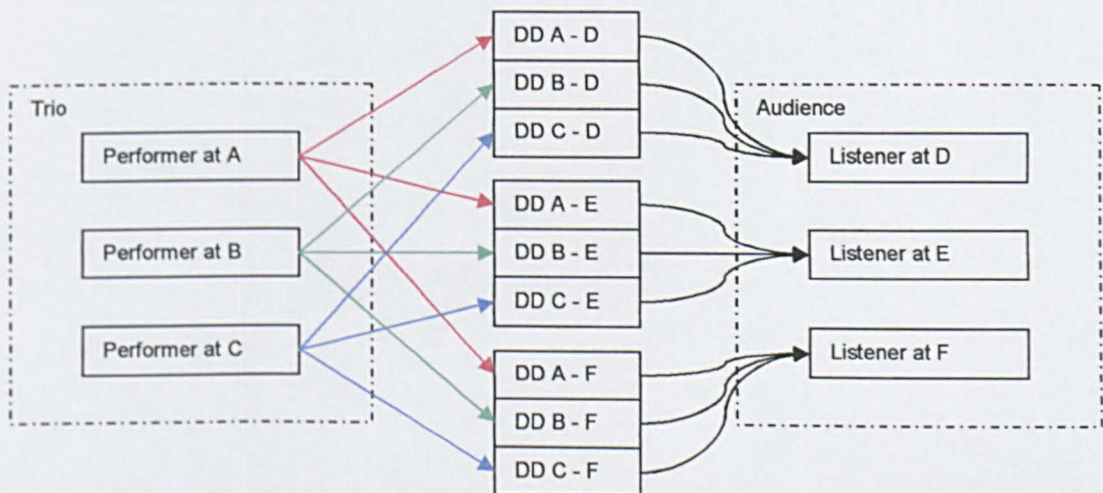 Trio
Performer at A
Performer at B
Performer at C
DD A - D
DD B - D
DD C - D
DD A - E
DD B - E
DD C - E
DD A - F
DD B - F
DD C - F
Audience
Listener at D
Listener at E
Listener at F